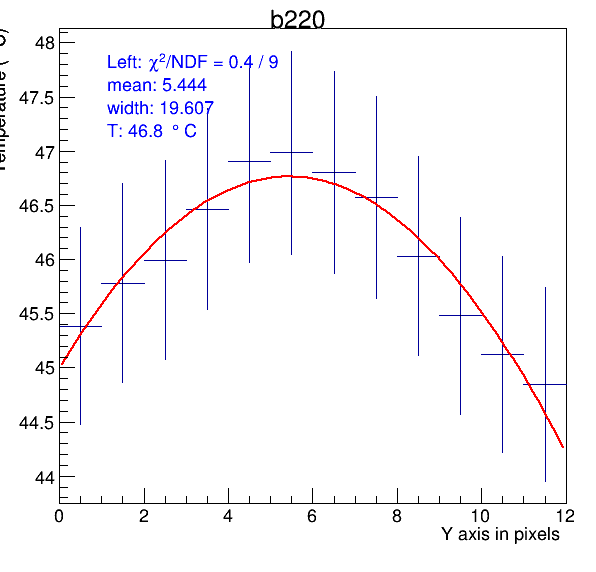 b220
Left: χ²/NDF = 0.4 / 9
mean: 5.444
width: 19.607
T: 46.8 ° C
48
47.5
47
46.5
46
45.5
45
44.5
44
0 2 4 6 8 10 12
Y axis in pixels